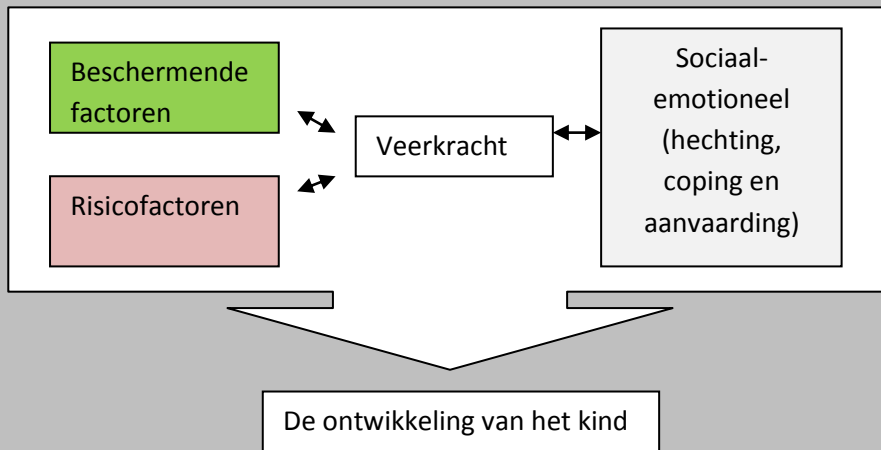 Beschermende
factoren
Risicofactoren
Veerkracht
Sociaal-
emotioneel
(hechting,
coping en
aanvaarding)
De ontwikkeling van het kind